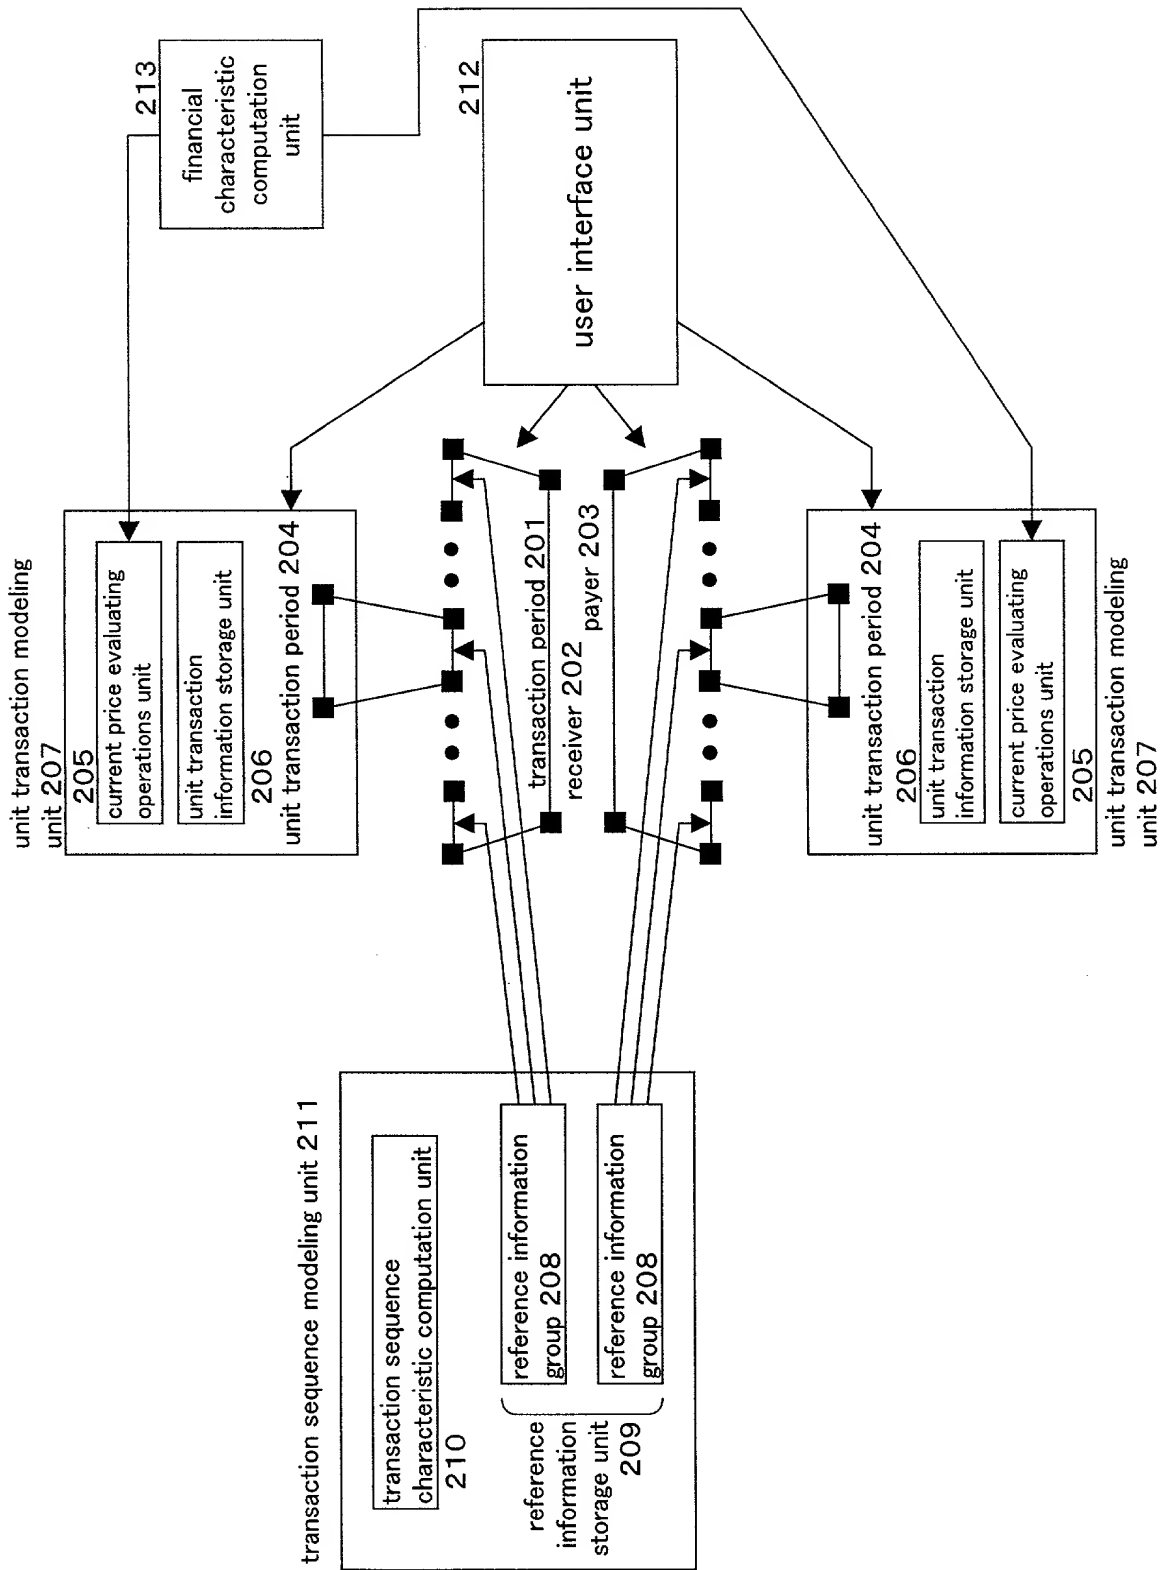 transaction sequence modeling unit 211
transaction sequence
characteristic computation unit
210
reference information
group 208
reference information
group 208
reference
information
storage unit
209
unit transaction modeling
unit 207
205
current price evaluating
operations unit
unit transaction
information storage unit
206
unit transaction period 204
transaction period 201
receiver 202
payer 203
unit transaction period 204
206
unit transaction
information storage unit
current price evaluating
operations unit
205
unit transaction modeling
unit 207
213
financial
characteristic
computation
unit
212
user interface unit